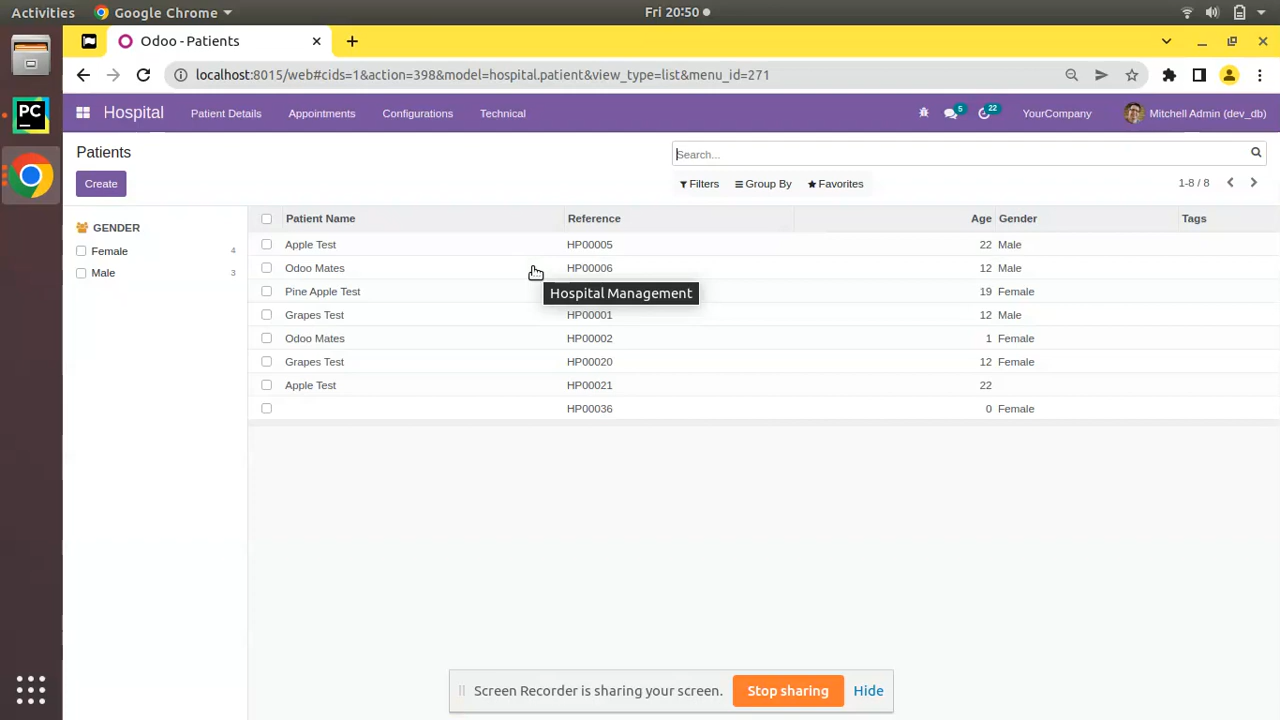 Activities Google Chrome Fri 20:50
Odoo - Patients
localhost:8015/web#cids=1&action=398&model=hospital.patient&view_type=list&menu_id=271
Hospital Patient Details Appointments Configurations Technical 5 22 YourCompany Mitchell Admin (dev_db)
Patients
Search...
Create
Filters Group By Favorites 1-8 / 8
GENDER
Female 4
Male 3
Patient Name Reference Age Gender Tags
Apple Test HP00005 22 Male
Odoo Mates HP00006 12 Male
Pine Apple Test 19 Female
Hospital Management
Grapes Test HP00001 12 Male
Odoo Mates HP00002 1 Female
Grapes Test HP00020 12 Female
Apple Test HP00021 22
HP00036 0 Female
Screen Recorder is sharing your screen. Stop sharing Hide
PC